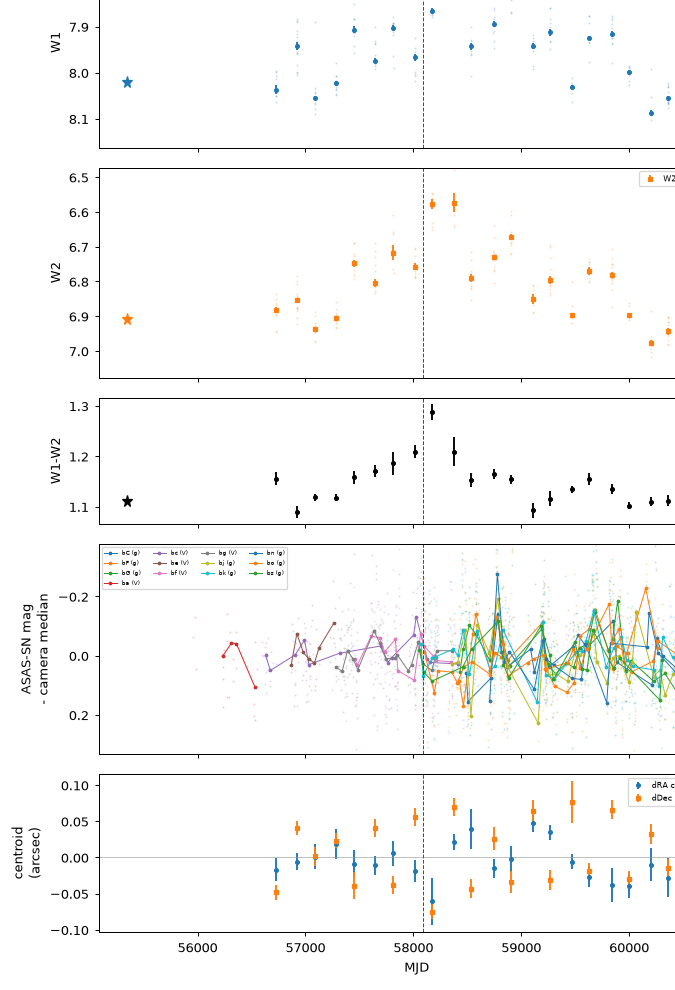 7.9
8.0
8.1
W1
6.5
6.6
6.7
6.8
6.9
7.0
W2
W2
1.3
1.2
1.1
W1-W2
−0.2
0.0
0.2
ASAS-SN mag
- camera median
bC (g) bc (V) bg (V) bn (g)
bF (g) be (V) bj (g) bo (g)
bG (g) bf (V) bk (g) bz (g)
ba (V)
0.10
0.05
0.00
−0.05
−0.10
centroid
(arcsec)
dRA c
dDec
56000 57000 58000 59000 60000
MJD